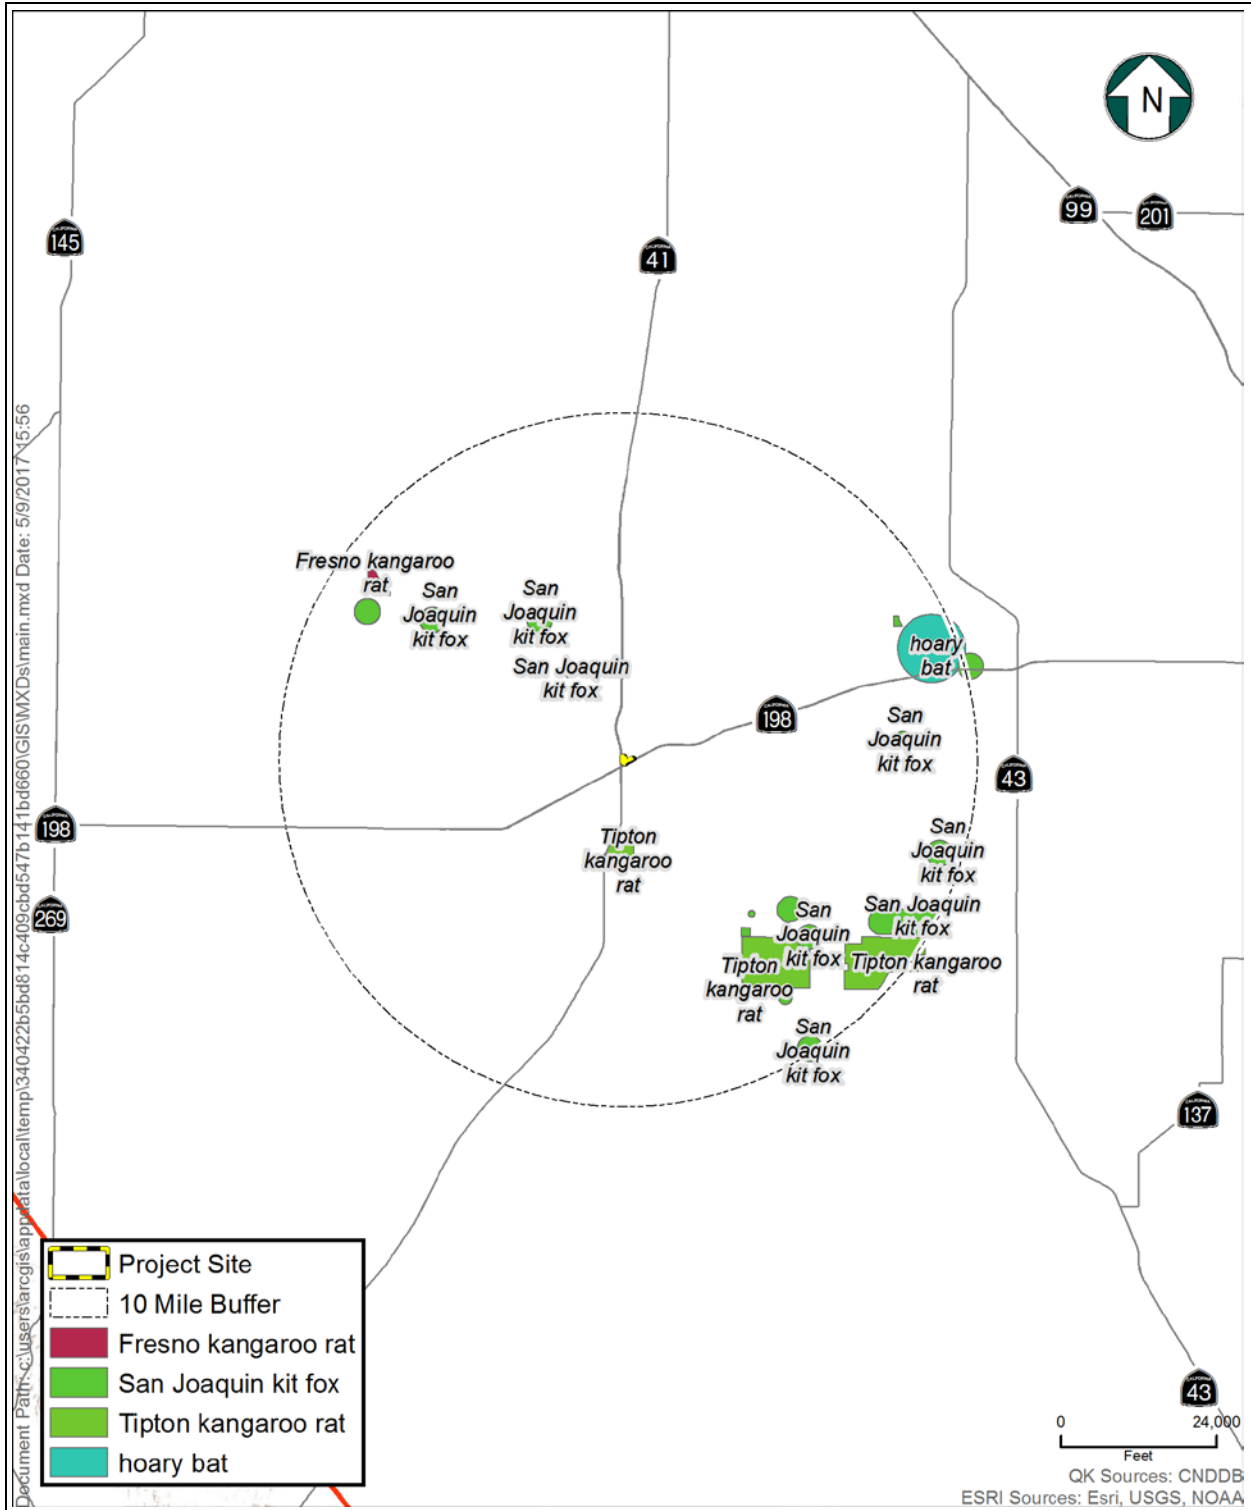 N
99
201
145
41
Fresno kangaroo
rat
San
Joaquin
kit fox
San
Joaquin
kit fox
San Joaquin
kit fox
hoary
bat
198
San
Joaquin
kit fox
43
198
Tipton
kangaroo
rat
San
Joaquin
kit fox
269
San Joaquin
kit fox
San
Joaquin
kit fox
Tipton
kangaroo
rat
Tipton kangaroo
rat
San
Joaquin
kit fox
137
43
Project Site
10 Mile Buffer
Fresno kangaroo rat
San Joaquin kit fox
Tipton kangaroo rat
hoary bat
0 24,000
Feet
QK Sources: CNDDB
ESRI Sources: Esri, USGS, NOAA
Document Path: c:\users\arcgis\appdata\local\temp\340422b5bd814c409cbd547b141bd660\GIS\MXDs\main.mxd Date: 5/9/2017 15:56